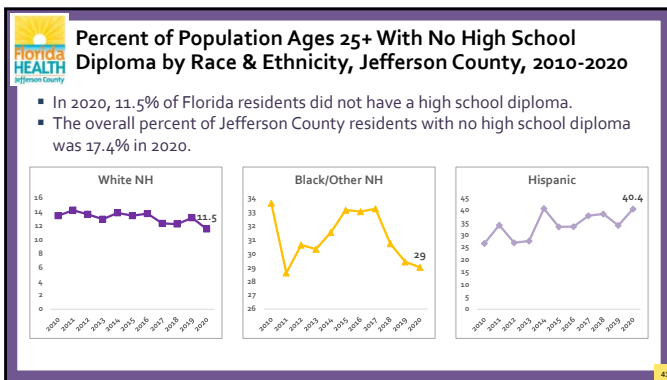 Florida
HEALTH
Jefferson County
Percent of Population Ages 25+ With No High School
Diploma by Race & Ethnicity, Jefferson County, 2010-2020
▪ In 2020, 11.5% of Florida residents did not have a high school diploma.
▪ The overall percent of Jefferson County residents with no high school diploma
was 17.4% in 2020.
White NH
16
14
12
10
8
6
4
2
0
11.5
2010 2011 2012 2013 2014 2015 2016 2017 2018 2019 2020
Black/Other NH
34
33
32
31
30
29
28
27
26
29
2010 2011 2012 2013 2014 2015 2016 2017 2018 2019 2020
Hispanic
45
40
35
30
25
20
15
10
5
0
40.4
2010 2011 2012 2013 2014 2015 2016 2017 2018 2019 2020